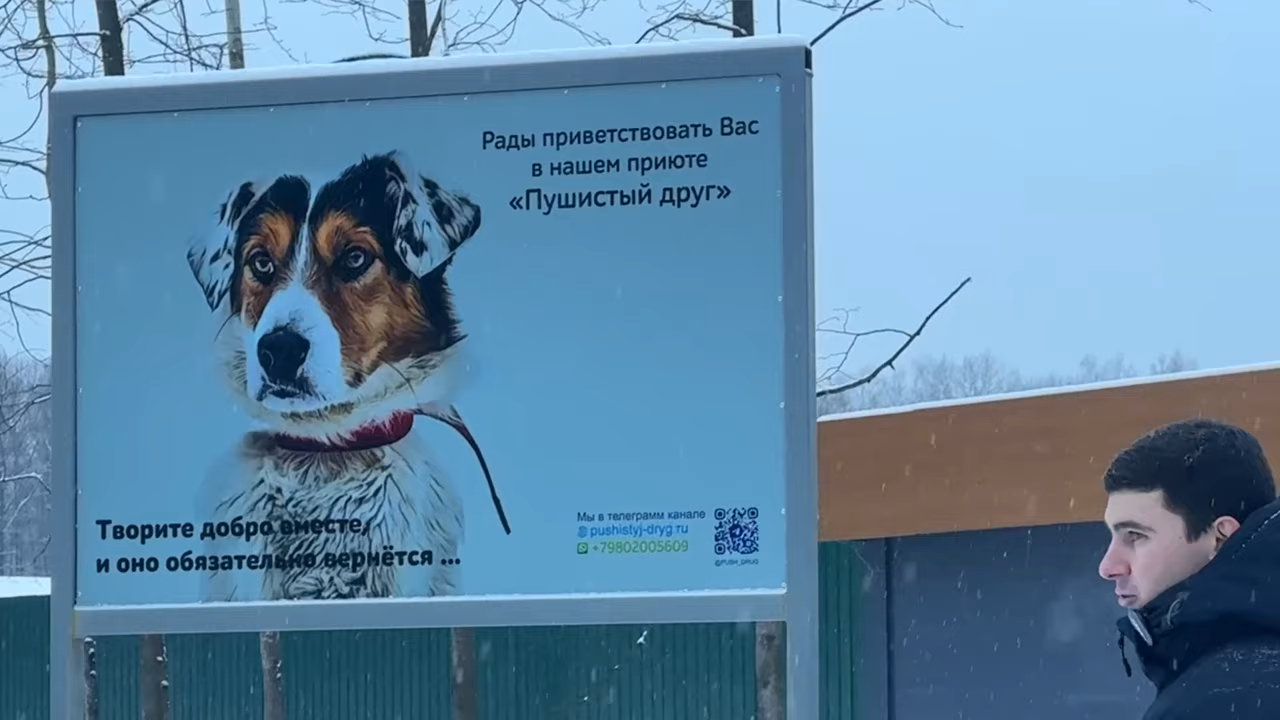 Рады приветствовать Вас
в нашем приюте
«Пушистый друг»
Творите добро вместе,
и оно обязательно вернётся ...
Мы в телеграмм канале
pushistyj-dryg.ru
+79802005609
@PUSH_DRUG